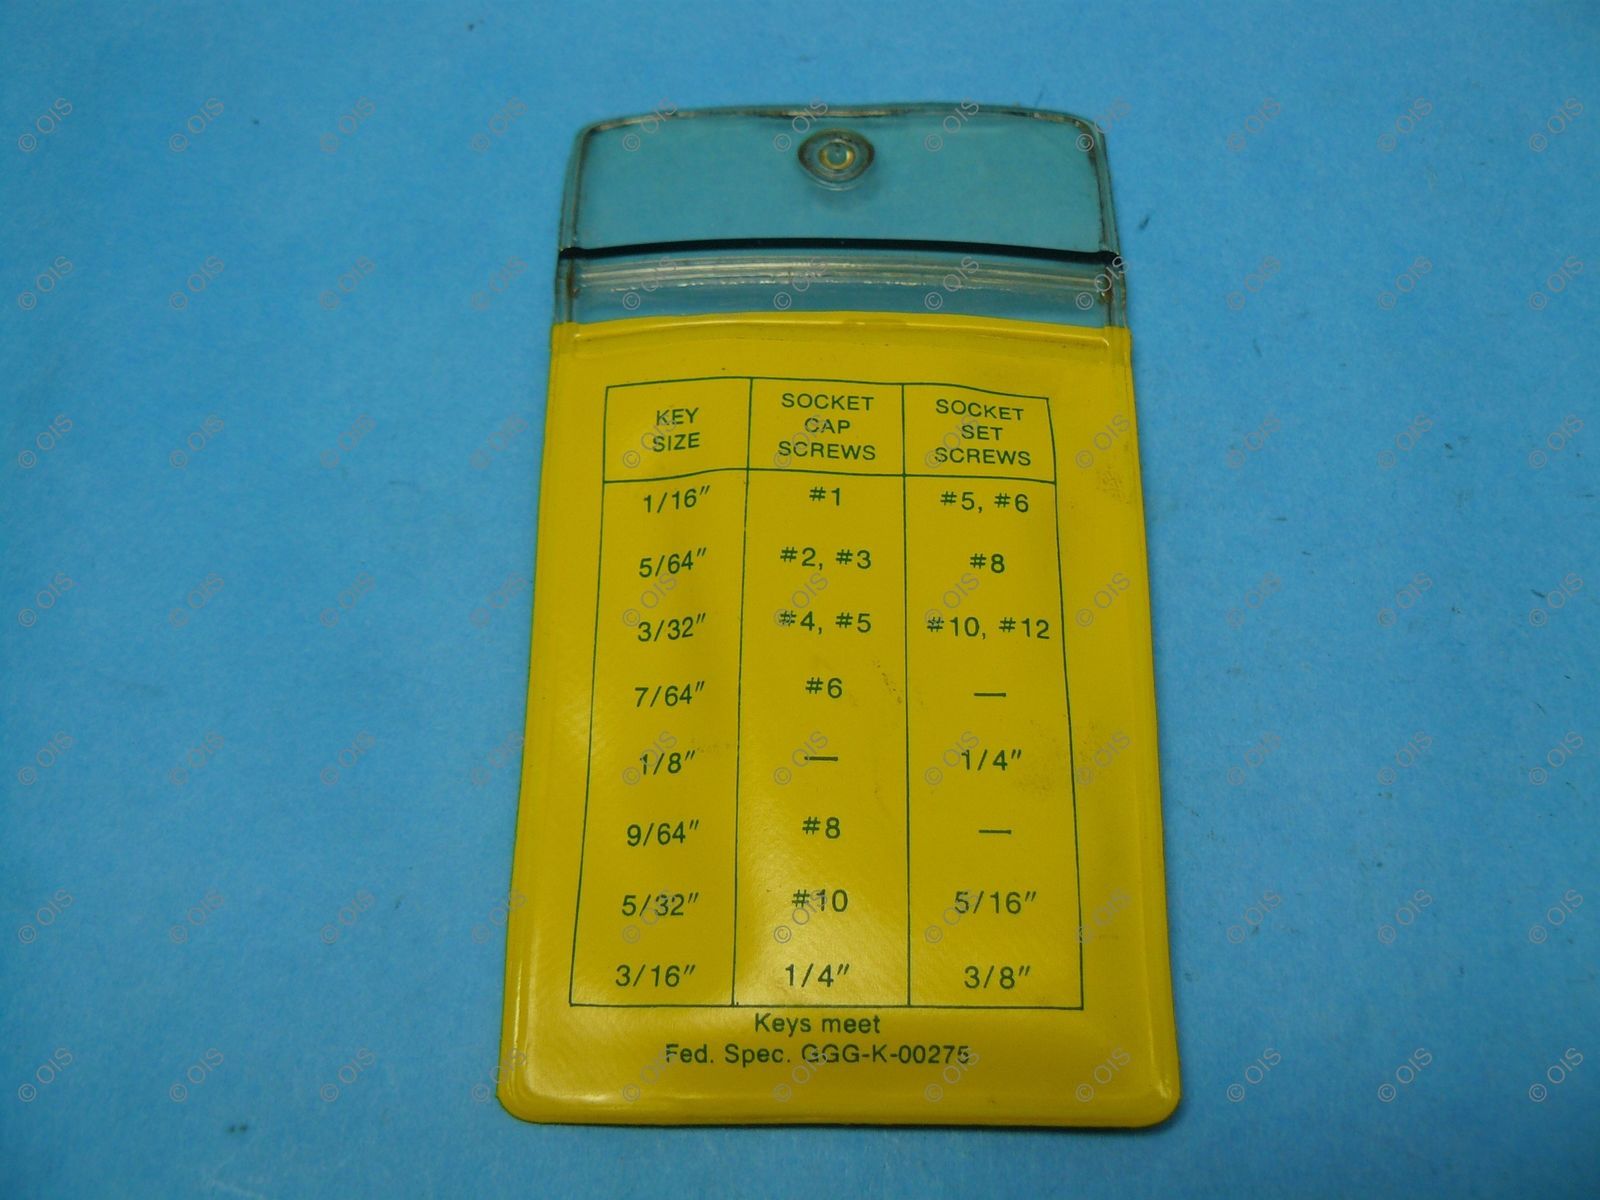 KEY SIZE SOCKET CAP SCREWS SOCKET SET SCREWS
1/16" #1 #5, #6
5/64" #2, #3 #8
3/32" #4, #5 #10, #12
7/64" #6 —
1/8" — 1/4"
9/64" #8 —
5/32" #10 5/16"
3/16" 1/4" 3/8"
Keys meet
Fed. Spec. GGG-K-00275
© OIS